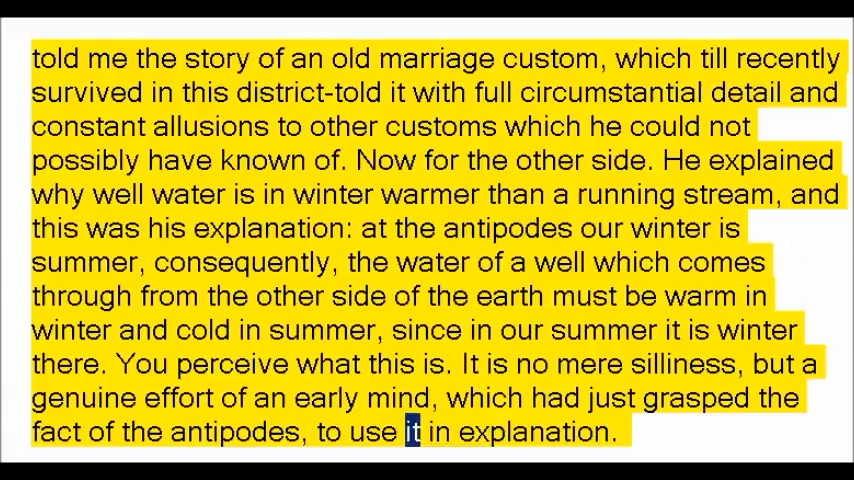 told me the story of an old marriage custom, which till recently
survived in this district-told it with full circumstantial detail and
constant allusions to other customs which he could not
possibly have known of. Now for the other side. He explained
why well water is in winter warmer than a running stream, and
this was his explanation: at the antipodes our winter is
summer, consequently, the water of a well which comes
through from the other side of the earth must be warm in
winter and cold in summer, since in our summer it is winter
there. You perceive what this is. It is no mere silliness, but a
genuine effort of an early mind, which had just grasped the
fact of the antipodes, to use it in explanation.